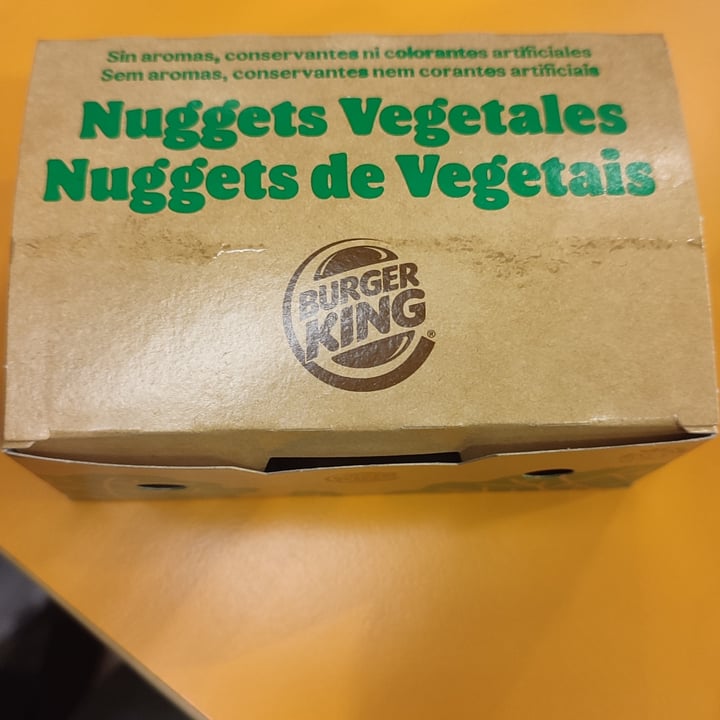 Sin aromas, conservantes ni colorantes artificiales
Sem aromas, conservantes nem corantes artificiais
Nuggets Vegetales
Nuggets de Vegetais
BURGER
KING®